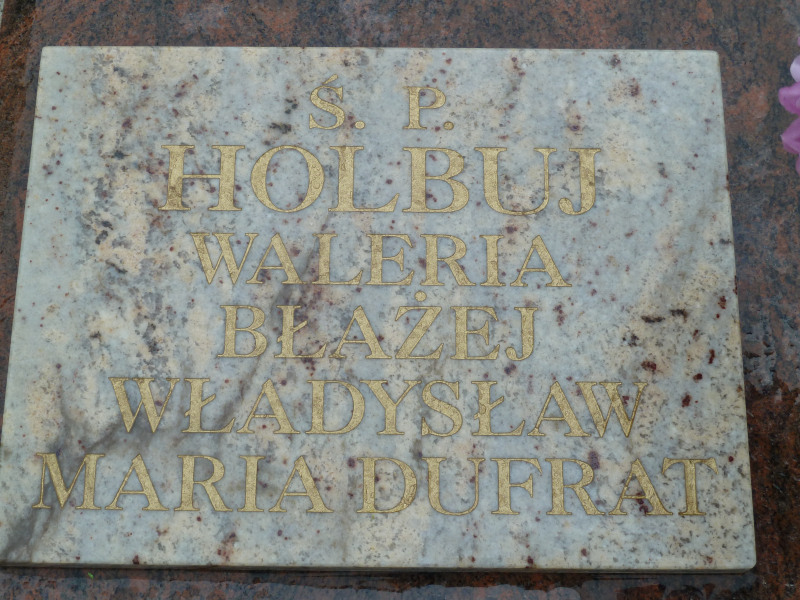 Ś. P.
HOLBUJ
WALERIA
BŁAŻEJ
WŁADYSŁAW
MARIA DUFRAT